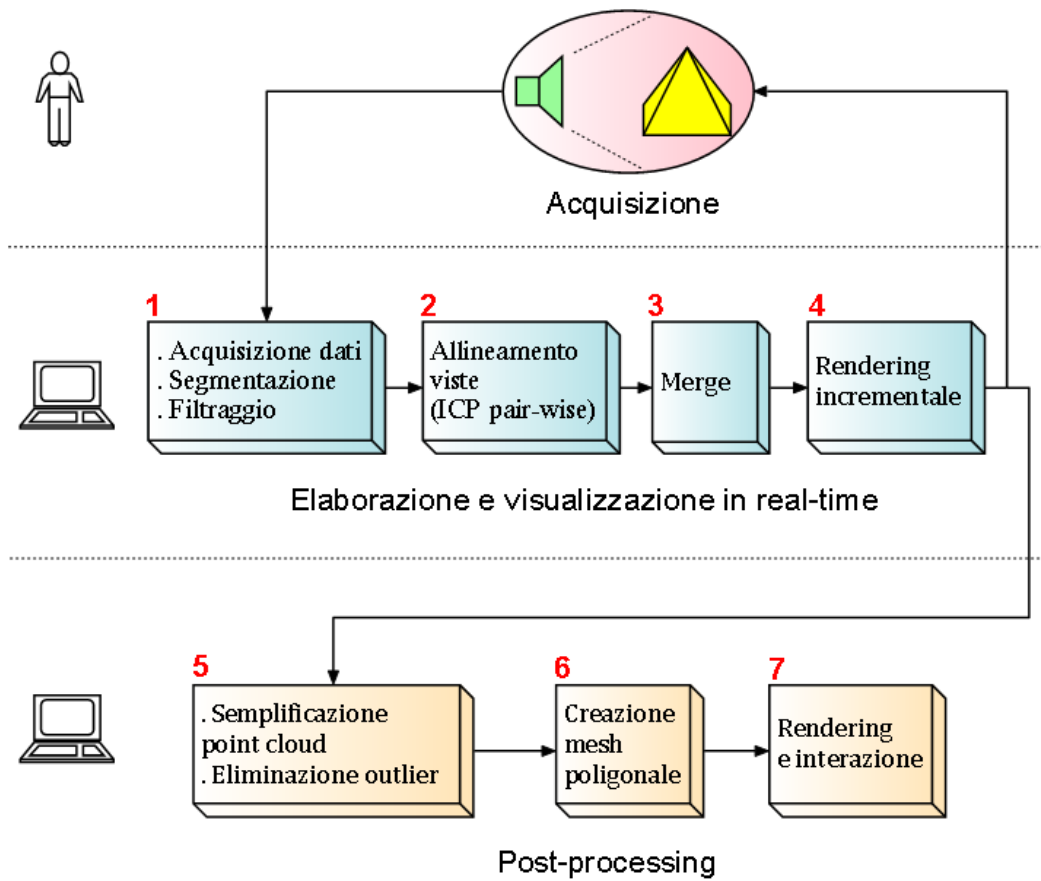 Acquisizione
1
. Acquisizione dati
. Segmentazione
. Filtraggio
2
Allineamento
viste
(ICP pair-wise)
3
Merge
4
Rendering
incrementale
Elaborazione e visualizzazione in real-time
5
. Semplificazione
point cloud
. Eliminazione outlier
6
Creazione
mesh
poligonale
7
Rendering
e interazione
Post-processing